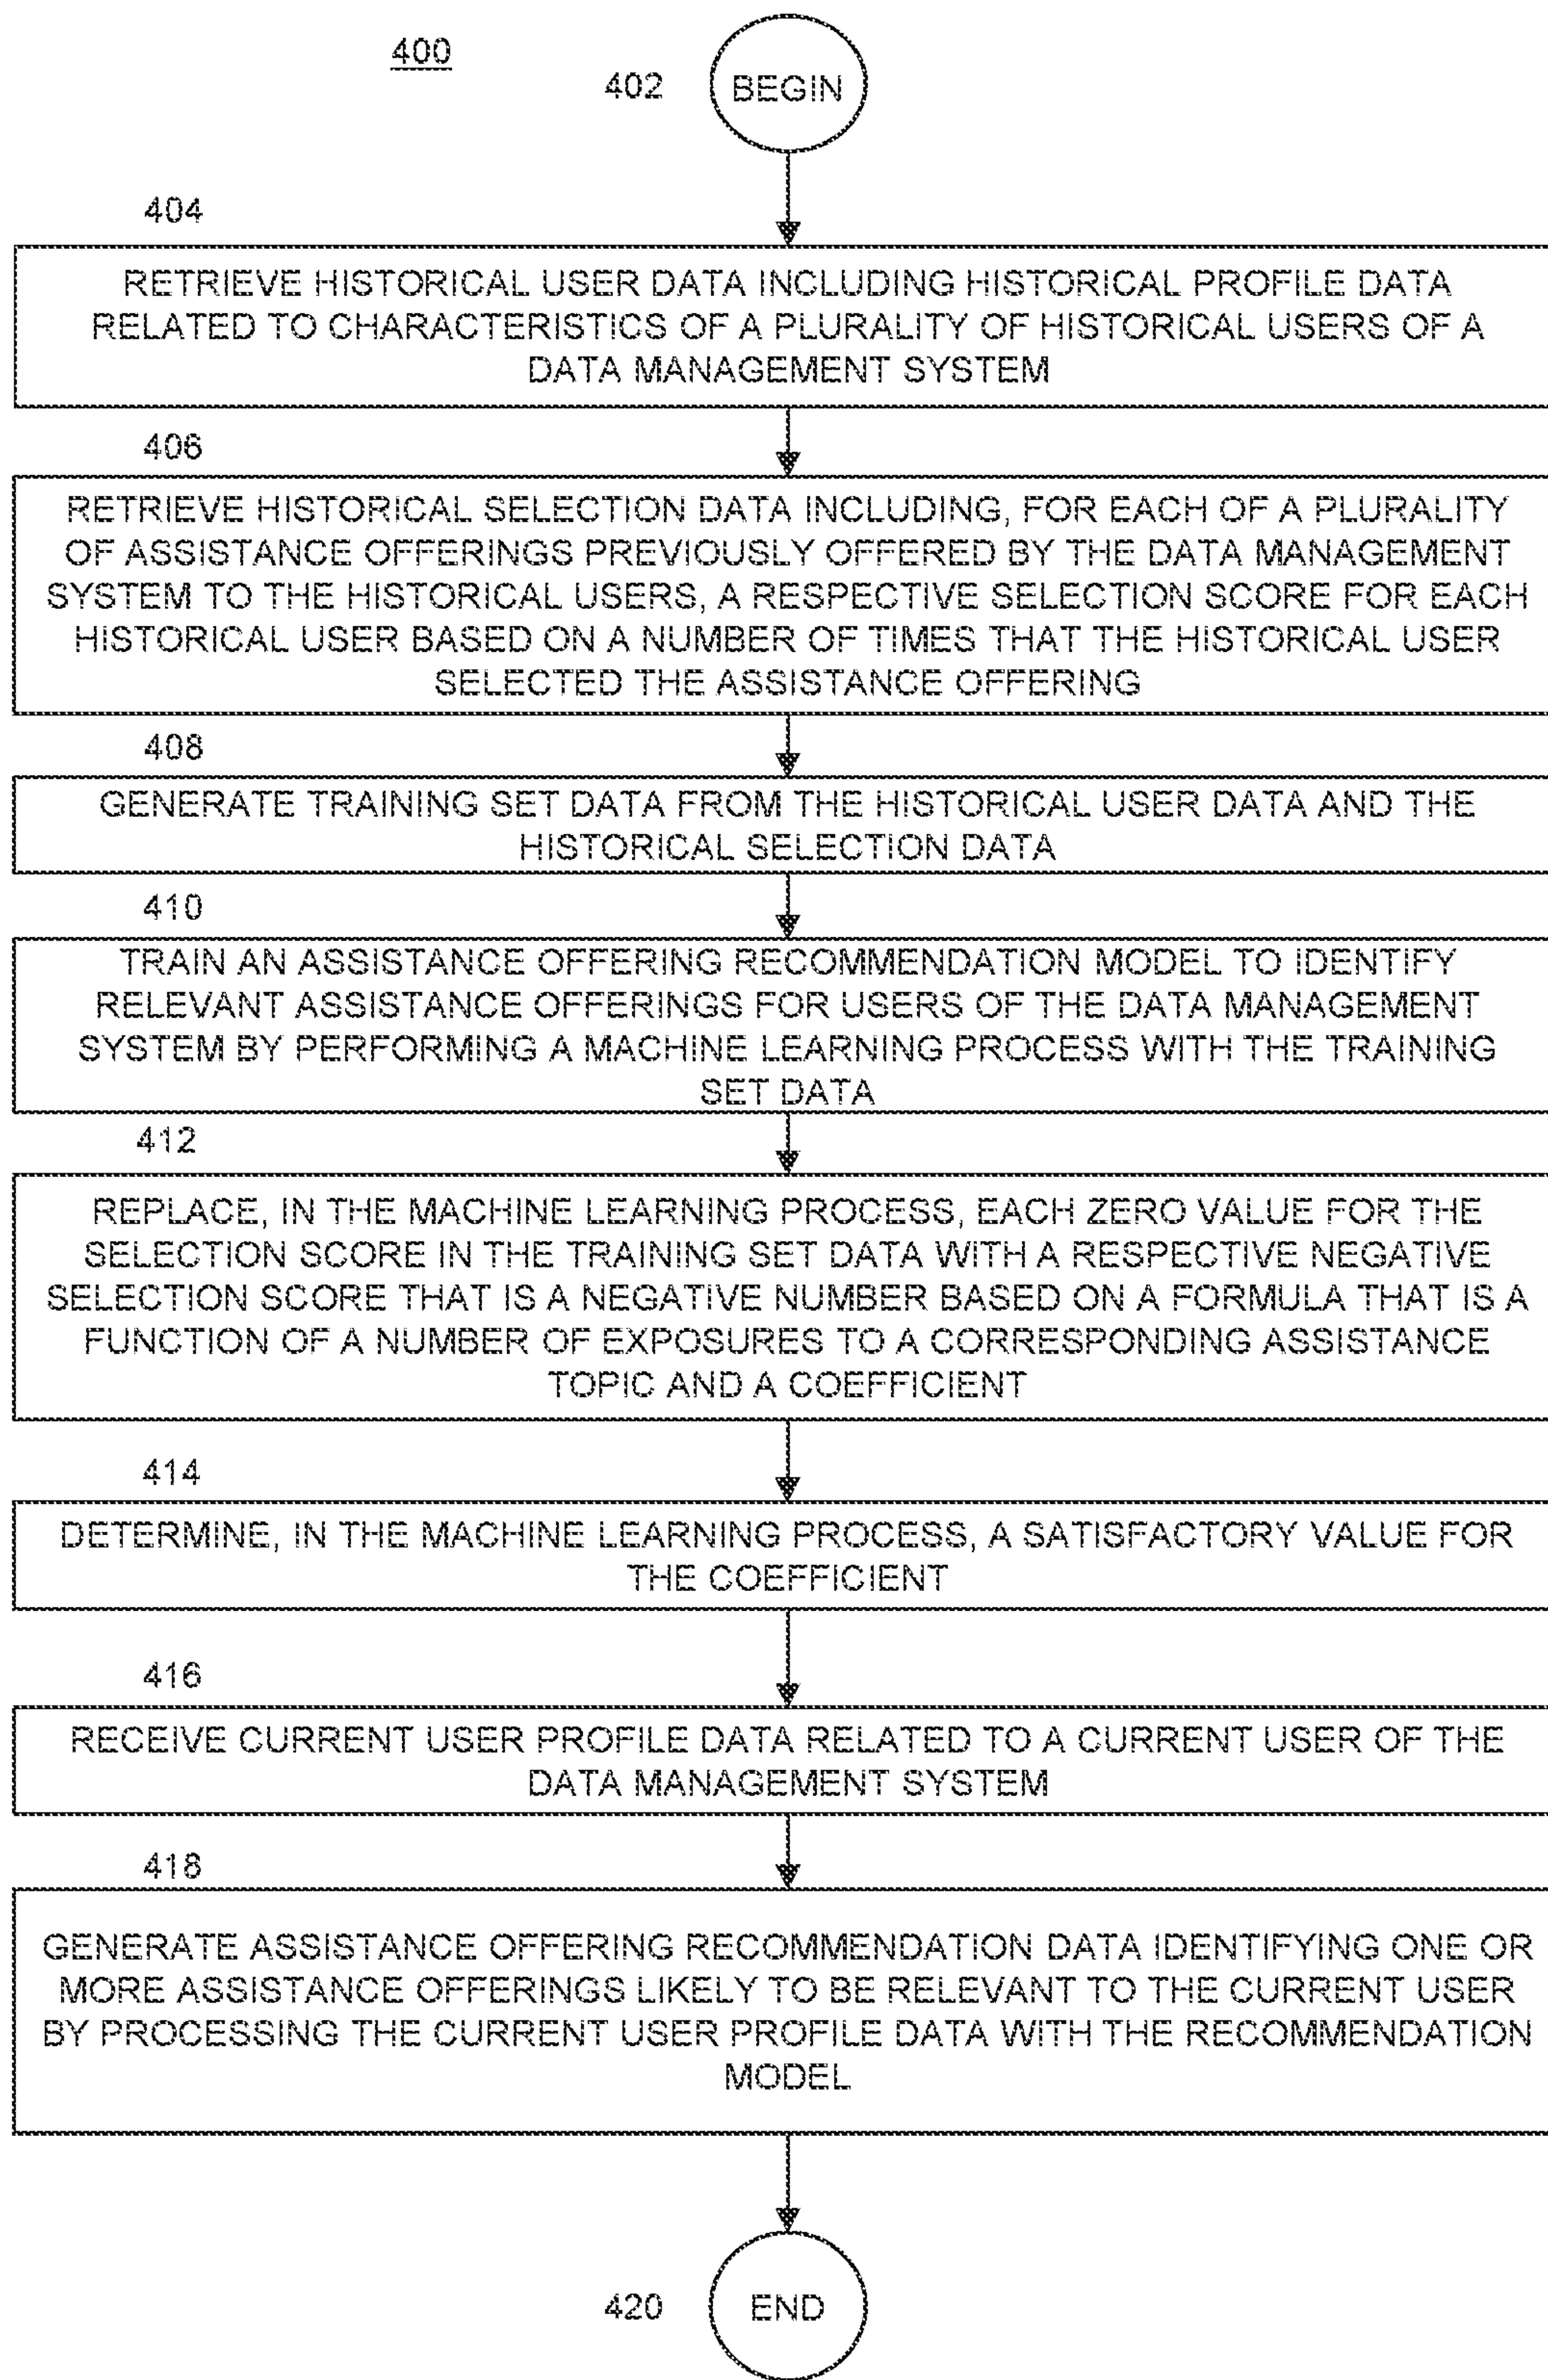 400
402
BEGIN
404
RETRIEVE HISTORICAL USER DATA INCLUDING HISTORICAL PROFILE DATA
RELATED TO CHARACTERISTICS OF A PLURALITY OF HISTORICAL USERS OF A
DATA MANAGEMENT SYSTEM
406
RETRIEVE HISTORICAL SELECTION DATA INCLUDING, FOR EACH OF A PLURALITY
OF ASSISTANCE OFFERINGS PREVIOUSLY OFFERED BY THE DATA MANAGEMENT
SYSTEM TO THE HISTORICAL USERS, A RESPECTIVE SELECTION SCORE FOR EACH
HISTORICAL USER BASED ON A NUMBER OF TIMES THAT THE HISTORICAL USER
SELECTED THE ASSISTANCE OFFERING
408
GENERATE TRAINING SET DATA FROM THE HISTORICAL USER DATA AND THE
HISTORICAL SELECTION DATA
410
TRAIN AN ASSISTANCE OFFERING RECOMMENDATION MODEL TO IDENTIFY
RELEVANT ASSISTANCE OFFERINGS FOR USERS OF THE DATA MANAGEMENT
SYSTEM BY PERFORMING A MACHINE LEARNING PROCESS WITH THE TRAINING
SET DATA
412
REPLACE, IN THE MACHINE LEARNING PROCESS, EACH ZERO VALUE FOR THE
SELECTION SCORE IN THE TRAINING SET DATA WITH A RESPECTIVE NEGATIVE
SELECTION SCORE THAT IS A NEGATIVE NUMBER BASED ON A FORMULA THAT IS A
FUNCTION OF A NUMBER OF EXPOSURES TO A CORRESPONDING ASSISTANCE
TOPIC AND A COEFFICIENT
414
DETERMINE, IN THE MACHINE LEARNING PROCESS, A SATISFACTORY VALUE FOR
THE COEFFICIENT
416
RECEIVE CURRENT USER PROFILE DATA RELATED TO A CURRENT USER OF THE
DATA MANAGEMENT SYSTEM
418
GENERATE ASSISTANCE OFFERING RECOMMENDATION DATA IDENTIFYING ONE OR
MORE ASSISTANCE OFFERINGS LIKELY TO BE RELEVANT TO THE CURRENT USER
BY PROCESSING THE CURRENT USER PROFILE DATA WITH THE RECOMMENDATION
MODEL
420
END